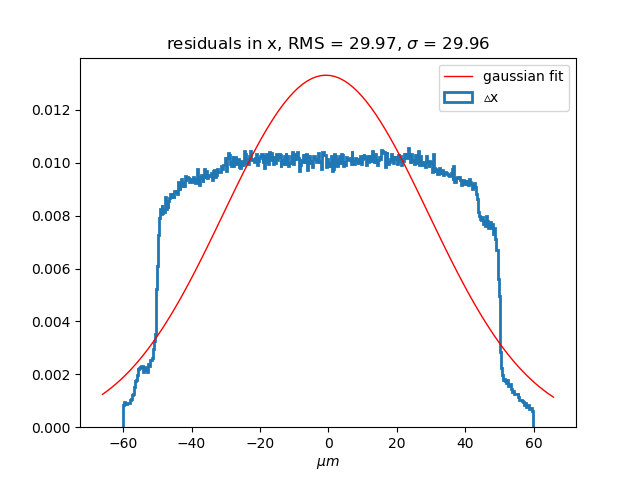 residuals in x, RMS = 29.97, σ = 29.96
gaussian fit
△x
0.012
0.010
0.008
0.006
0.004
0.002
0.000
−60 −40 −20 0 20 40 60
μm